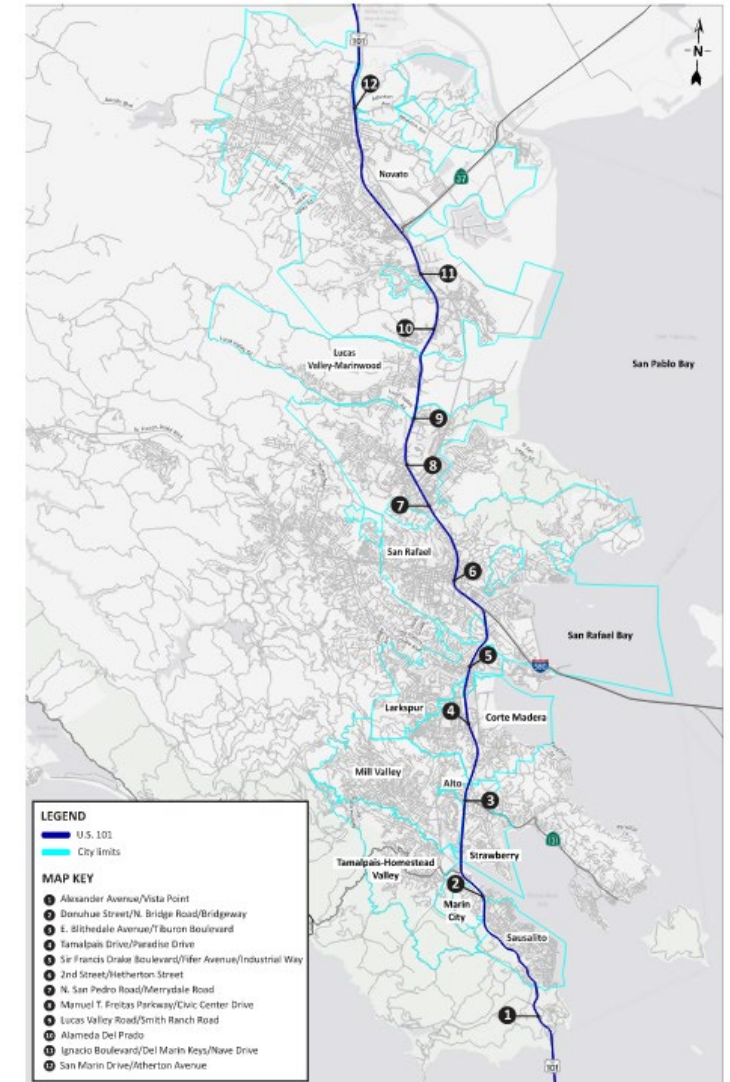 101
N
12
Novato
37
11
10
Lucas
Valley-Marinwood
San Pablo Bay
9
8
7
San Rafael
6
San Rafael Bay
580
5
Larkspur
4
Corte Madera
Mill Valley
Alto
3
131
Strawberry
Tamalpais-Homestead
Valley
2
Marin
City
Sausalito
1
101
LEGEND
U.S. 101
City limits
MAP KEY
1 Alexander Avenue/Vista Point
2 Donuhue Street/N. Bridge Road/Bridgeway
3 E. Blithedale Avenue/Tiburon Boulevard
4 Tamalpais Drive/Paradise Drive
5 Sir Francis Drake Boulevard/Fifer Avenue/Industrial Way
6 2nd Street/Hetherton Street
7 N. San Pedro Road/Merrydale Road
8 Manuel T. Freitas Parkway/Civic Center Drive
9 Lucas Valley Road/Smith Ranch Road
10 Alameda Del Prado
11 Ignacio Boulevard/Del Marin Keys/Nave Drive
12 San Marin Drive/Atherton Avenue